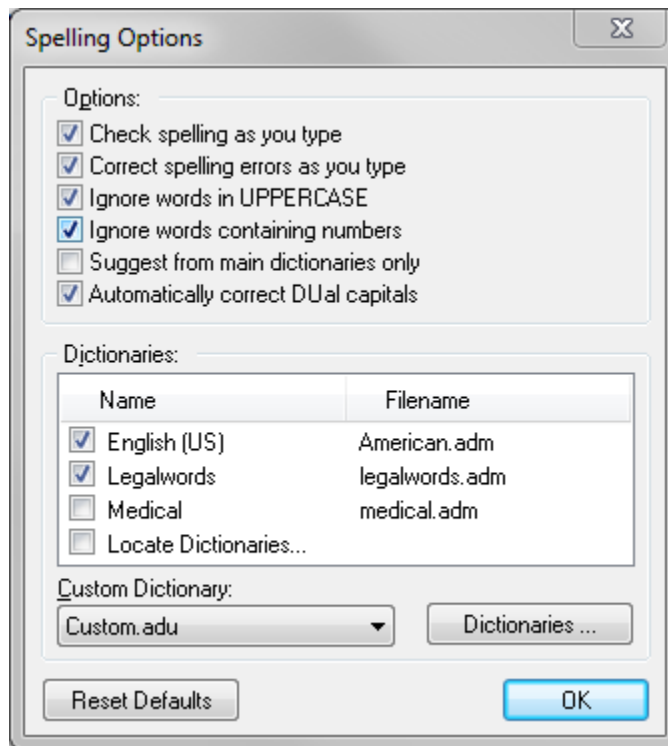 Spelling Options
Options:
Check spelling as you type
Correct spelling errors as you type
Ignore words in UPPERCASE
Ignore words containing numbers
Suggest from main dictionaries only
Automatically correct DUal capitals
Dictionaries:
Name Filename
English (US) American.adm
Legalwords legalwords.adm
Medical medical.adm
Locate Dictionaries...
Custom Dictionary:
Custom.adu Dictionaries ...
Reset Defaults OK